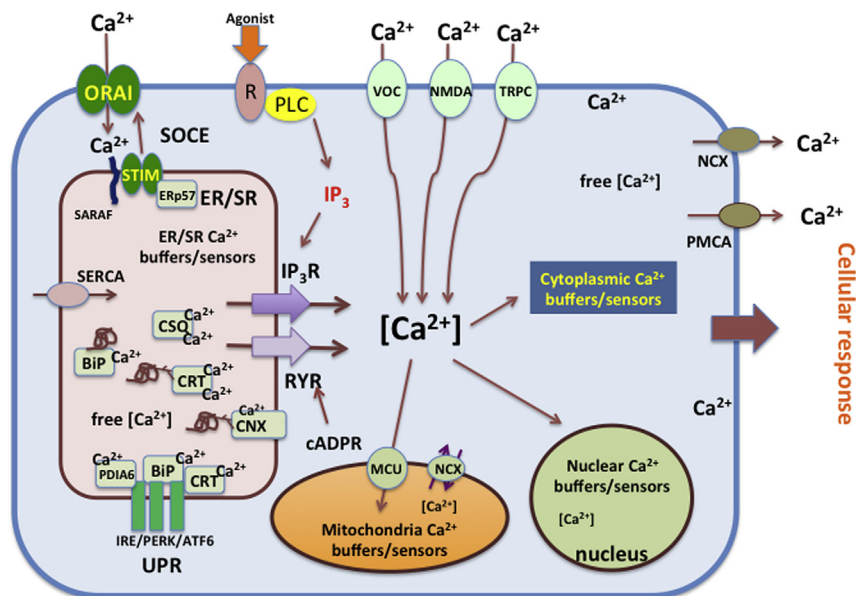 Ca²⁺
Agonist
Ca²⁺
Ca²⁺
Ca²⁺
ORAI
R
PLC
VOC
NMDA
TRPC
Ca²⁺
Ca²⁺
SOCE
NCX
Ca²⁺
STIM
SARAF
ERp57
ER/SR
IP₃
free [Ca²⁺]
PMCA
Ca²⁺
ER/SR Ca²⁺
buffers/sensors
IP₃R
SERCA
Cytoplasmic Ca²⁺
buffers/sensors
Cellular response
CSQ
Ca²⁺
Ca²⁺
[Ca²⁺]
BiP
Ca²⁺
CRT
Ca²⁺
Ca²⁺
RYR
free [Ca²⁺]
Ca²⁺
CNX
cADPR
Ca²⁺
Ca²⁺
PDIA6
BiP
Ca²⁺
CRT
Ca²⁺
MCU
NCX
[Ca²⁺]
Mitochondria Ca²⁺
buffers/sensors
Nuclear Ca²⁺
buffers/sensors
[Ca²⁺]
nucleus
IRE/PERK/ATF6
UPR